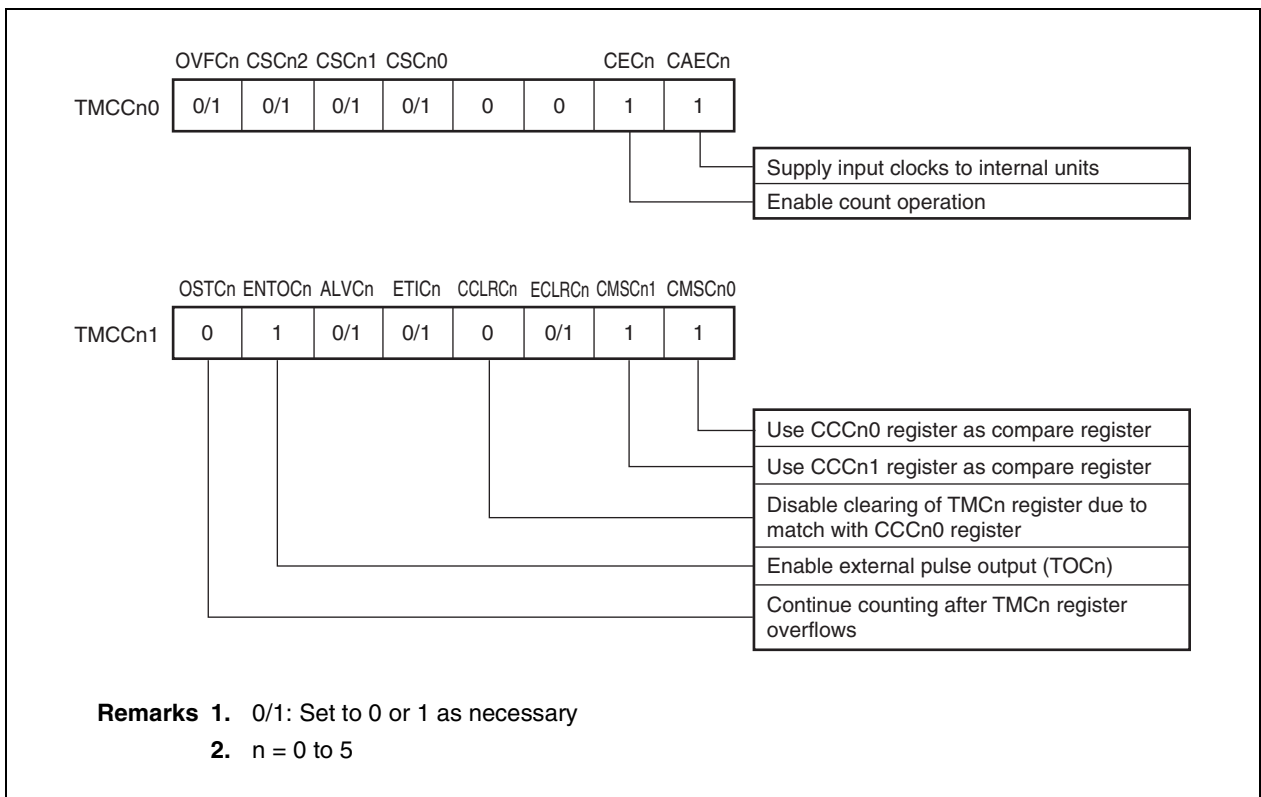 OVFCn CSCn2 CSCn1 CSCn0 CECn CAECn
TMCCn0 0/1 0/1 0/1 0/1 0 0 1 1
Supply input clocks to internal units
Enable count operation
OSTCn ENTOCn ALVCn ETICn CCLRCn ECLRCn CMSCn1 CMSCn0
TMCCn1 0 1 0/1 0/1 0 0/1 1 1
Use CCCn0 register as compare register
Use CCCn1 register as compare register
Disable clearing of TMCn register due to
match with CCCn0 register
Enable external pulse output (TOCn)
Continue counting after TMCn register
overflows
Remarks 1. 0/1: Set to 0 or 1 as necessary
2. n = 0 to 5